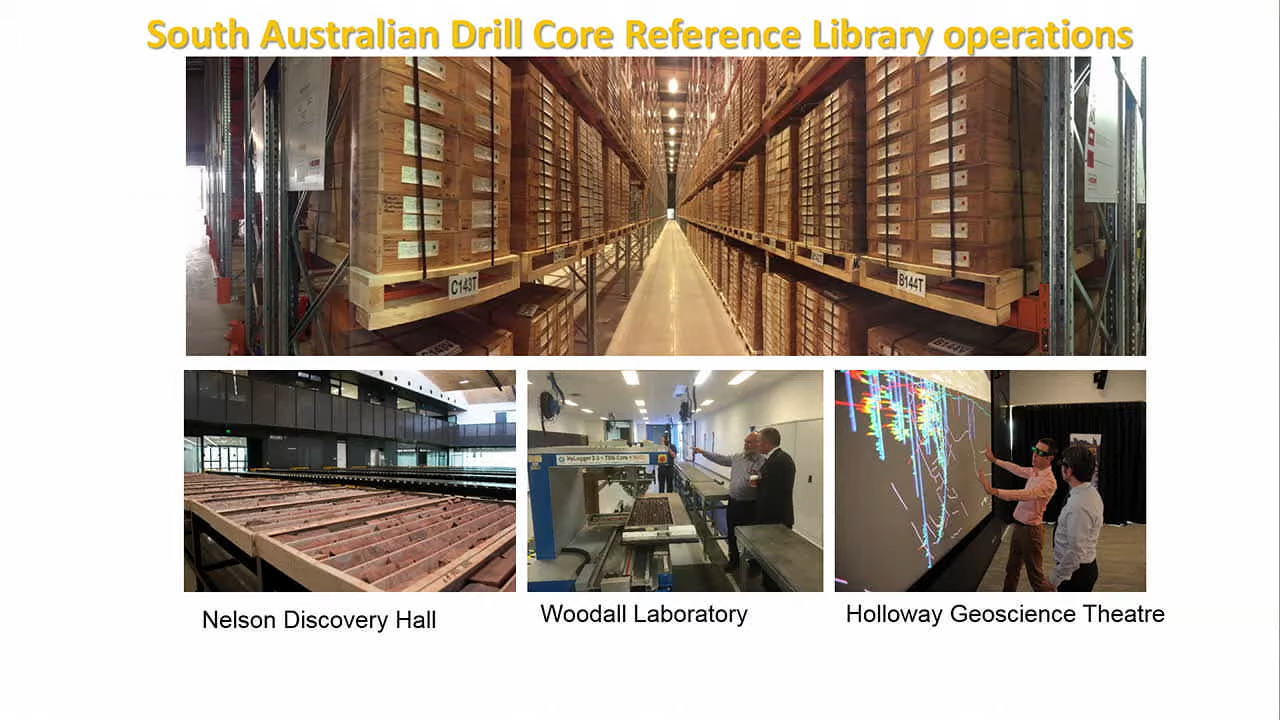 South Australian Drill Core Reference Library operations
C143T
B144T
Nelson Discovery Hall
Woodall Laboratory
Holloway Geoscience Theatre